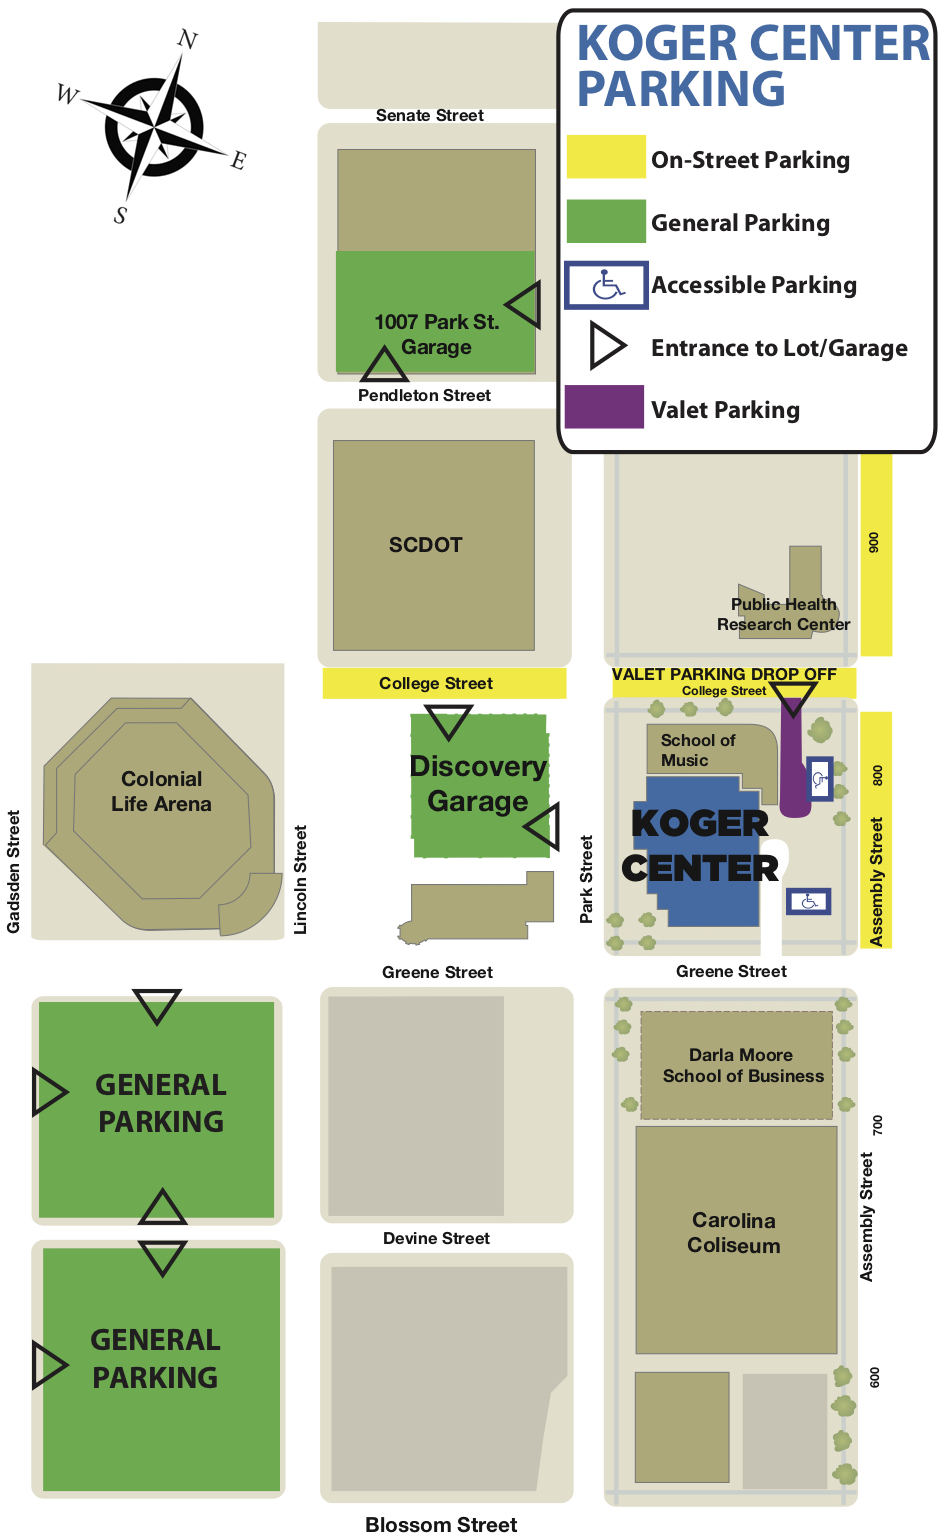 N
W
E
S
KOGER CENTER
PARKING
On-Street Parking
General Parking
Accessible Parking
Entrance to Lot/Garage
Valet Parking
Senate Street
1007 Park St.
Garage
Pendleton Street
SCDOT
900
Public Health
Research Center
College Street
VALET PARKING DROP OFF
College Street
Colonial
Life Arena
Discovery
Garage
School of
Music
KOGER
CENTER
800
Gadsden Street
Lincoln Street
Park Street
Assembly Street
Greene Street
Greene Street
GENERAL
PARKING
Darla Moore
School of Business
700
Assembly Street
Carolina
Coliseum
Devine Street
GENERAL
PARKING
600
Blossom Street